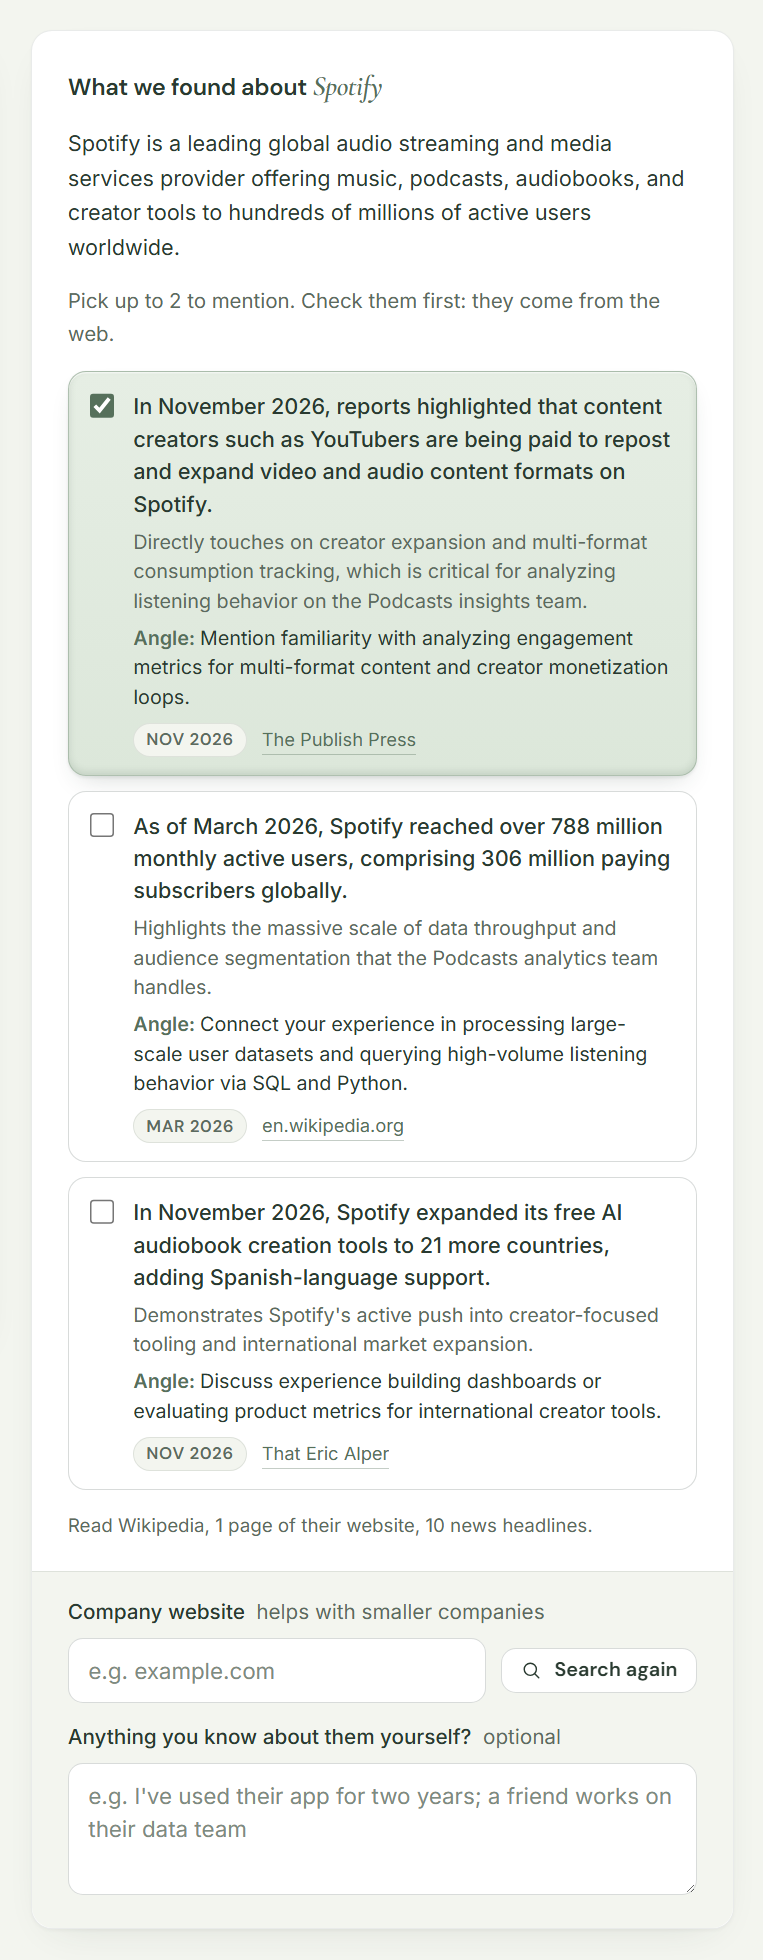 What we found about Spotify
Spotify is a leading global audio streaming and media
services provider offering music, podcasts, audiobooks, and
creator tools to hundreds of millions of active users
worldwide.
Pick up to 2 to mention. Check them first: they come from the
web.
In November 2026, reports highlighted that content
creators such as YouTubers are being paid to repost
and expand video and audio content formats on
Spotify.
Directly touches on creator expansion and multi-format
consumption tracking, which is critical for analyzing
listening behavior on the Podcasts insights team.
Angle: Mention familiarity with analyzing engagement
metrics for multi-format content and creator monetization
loops.
NOV 2026 The Publish Press
As of March 2026, Spotify reached over 788 million
monthly active users, comprising 306 million paying
subscribers globally.
Highlights the massive scale of data throughput and
audience segmentation that the Podcasts analytics team
handles.
Angle: Connect your experience in processing large-
scale user datasets and querying high-volume listening
behavior via SQL and Python.
MAR 2026 en.wikipedia.org
In November 2026, Spotify expanded its free AI
audiobook creation tools to 21 more countries,
adding Spanish-language support.
Demonstrates Spotify's active push into creator-focused
tooling and international market expansion.
Angle: Discuss experience building dashboards or
evaluating product metrics for international creator tools.
NOV 2026 That Eric Alper
Read Wikipedia, 1 page of their website, 10 news headlines.
Company website helps with smaller companies
e.g. example.com Search again
Anything you know about them yourself? optional
e.g. I've used their app for two years; a friend works on
their data team